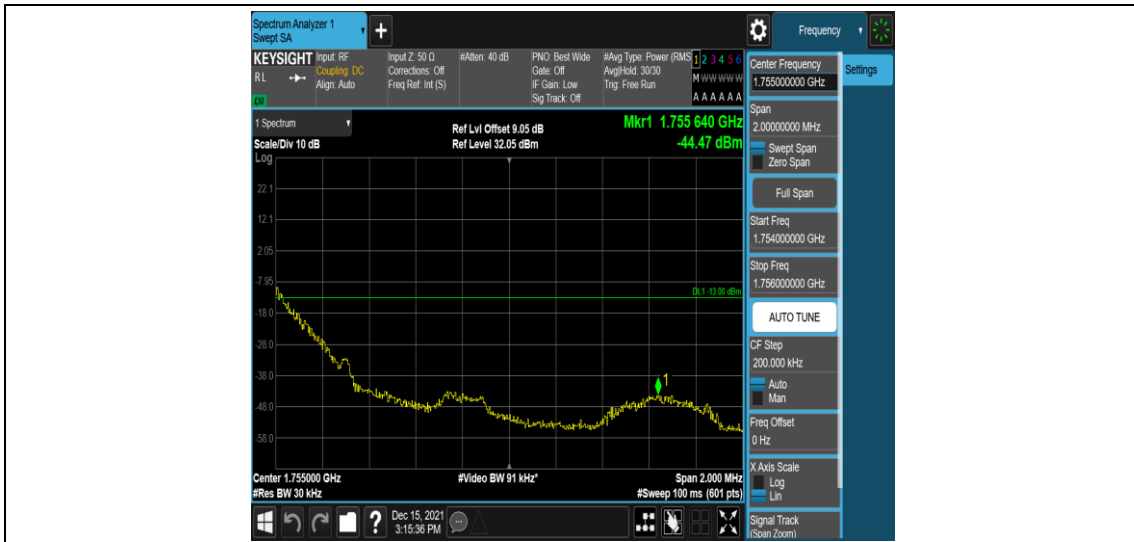 Spectrum Analyzer 1
Swept SA
+
Frequency
KEYSIGHT
RL
LXI
Input: RF
Coupling: DC
Align: Auto
Input Z: 50 Ω
Corrections: Off
Freq Ref: Int (S)
#Atten: 40 dB
PNO: Best Wide
Gate: Off
IF Gain: Low
Sig Track: Off
#Avg Type: Power (RMS
Avg|Hold: 30/30
Trig: Free Run
1 2 3 4 5 6
M W W W W W
A A A A A A
1 Spectrum
Scale/Div 10 dB
Log
Ref Lvl Offset 9.05 dB
Ref Level 32.05 dBm
Mkr1 1.755 640 GHz
-44.47 dBm
22.1
12.1
2.05
-7.95
-18.0
-28.0
-38.0
-48.0
-58.0
DL1 -13.00 dBm
1
Center 1.755000 GHz
#Res BW 30 kHz
#Video BW 91 kHz*
Span 2.000 MHz
#Sweep 100 ms (601 pts)
Dec 15, 2021
3:15:36 PM
Center Frequency
1.755000000 GHz
Span
2.00000000 MHz
Swept Span
Zero Span
Full Span
Start Freq
1.754000000 GHz
Stop Freq
1.756000000 GHz
AUTO TUNE
CF Step
200.000 kHz
Auto
Man
Freq Offset
0 Hz
X Axis Scale
Log
Lin
Signal Track
(Span Zoom)
Settings